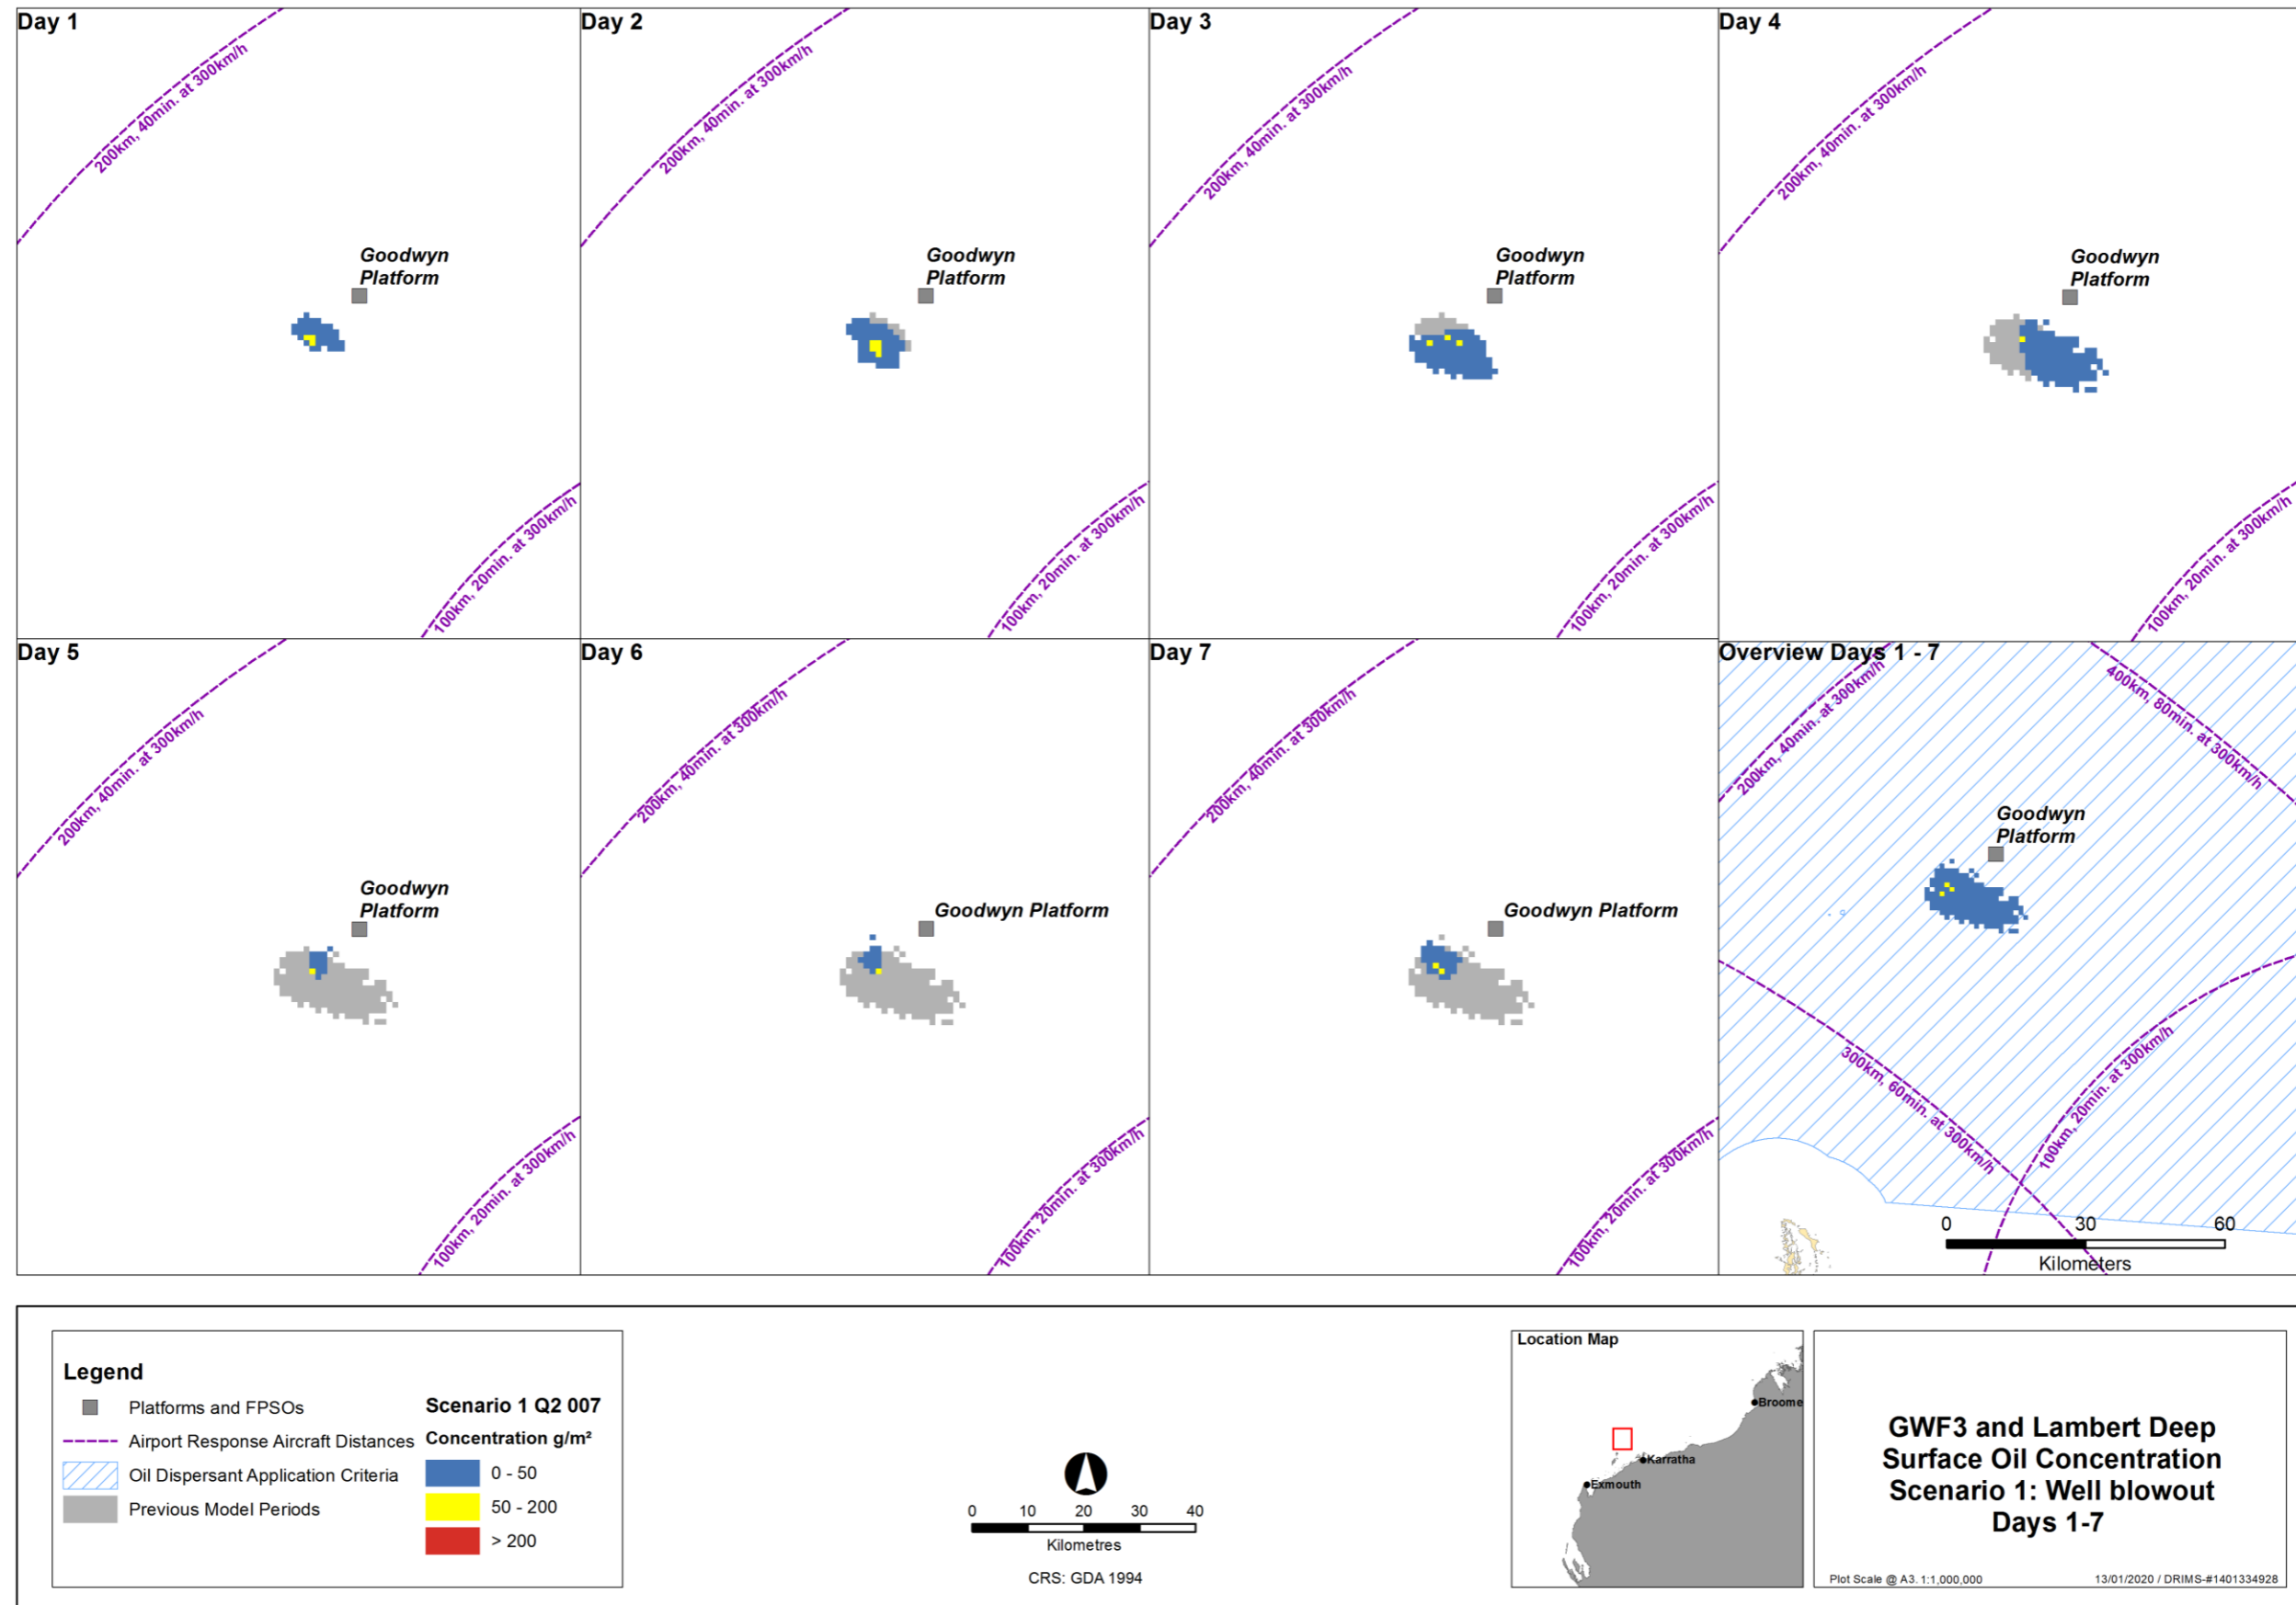 Day 1
200km, 40min. at 300km/h
Goodwyn
Platform
100km, 20min. at 300km/h
Day 2
200km, 40min. at 300km/h
Goodwyn
Platform
100km, 20min. at 300km/h
Day 3
200km, 40min. at 300km/h
Goodwyn
Platform
100km, 20min. at 300km/h
Day 4
200km, 40min. at 300km/h
Goodwyn
Platform
100km, 20min. at 300km/h
Day 5
200km, 40min. at 300km/h
Goodwyn
Platform
100km, 20min. at 300km/h
Day 6
200km, 40min. at 300km/h
Goodwyn Platform
100km, 20min. at 300km/h
Day 7
200km, 40min. at 300km/h
Goodwyn Platform
100km, 20min. at 300km/h
Overview Days 1 - 7
200km, 40min. at 300km/h
400km, 80min. at 300km/h
Goodwyn
Platform
300km, 60min. at 300km/h
100km, 20min. at 300km/h
0 30 60
Kilometers
Legend
Platforms and FPSOs
Airport Response Aircraft Distances
Oil Dispersant Application Criteria
Previous Model Periods
Scenario 1 Q2 007
Concentration g/m²
0 - 50
50 - 200
> 200
0 10 20 30 40
Kilometres
CRS: GDA 1994
Location Map
Broome
Karratha
Exmouth
GWF3 and Lambert Deep
Surface Oil Concentration
Scenario 1: Well blowout
Days 1-7
Plot Scale @ A3. 1:1,000,000
13/01/2020 / DRIMS-#1401334928